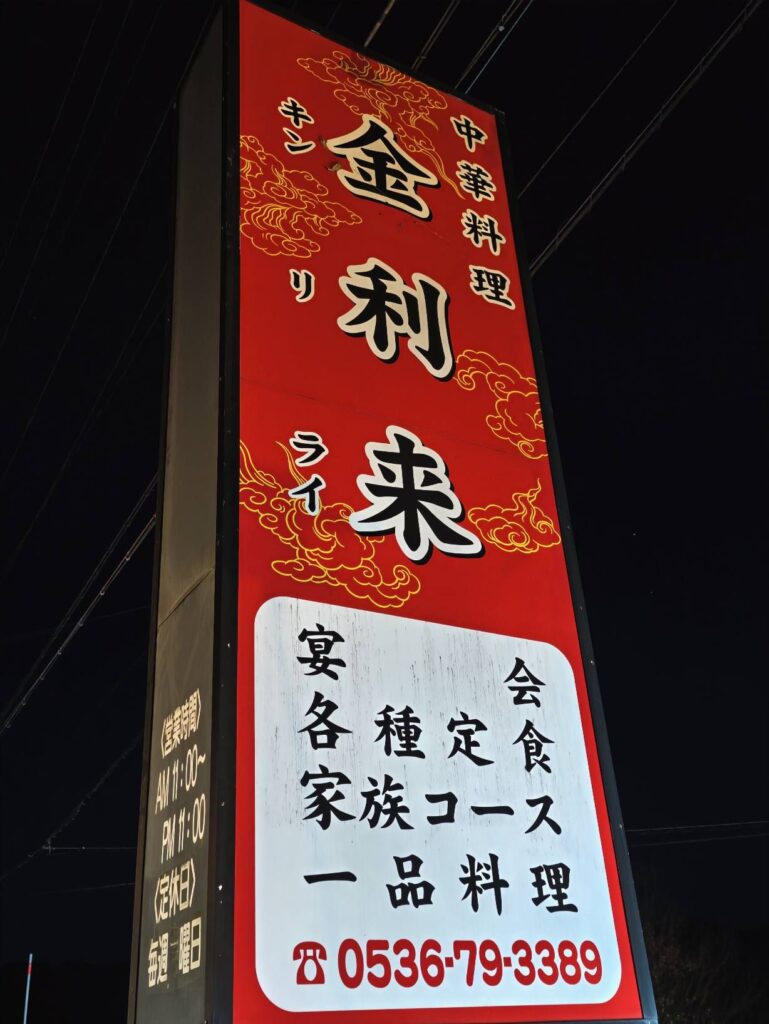 中華料理
金利来
キンリライ
宴会
各種定食
家族コース
一品料理
☎0536-79-3389
〈営業時間〉
AM 11:00〜
PM 11:00
〈定休日〉
毎週 曜日